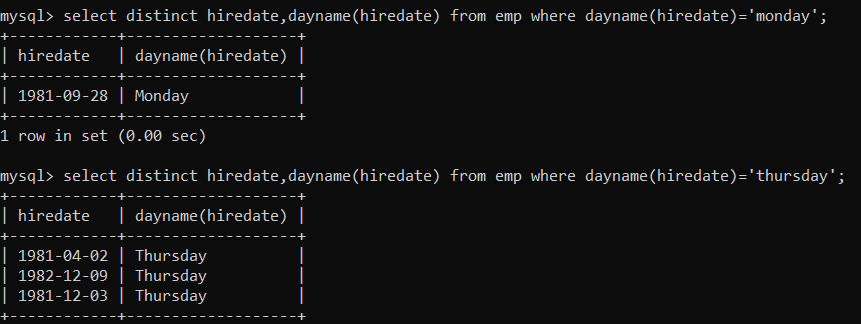 mysql> select distinct hiredate,dayname(hiredate) from emp where dayname(hiredate)='monday';
+------------+-------------------+
| hiredate   | dayname(hiredate) |
+------------+-------------------+
| 1981-09-28 | Monday            |
+------------+-------------------+
1 row in set (0.00 sec)

mysql> select distinct hiredate,dayname(hiredate) from emp where dayname(hiredate)='thursday';
+------------+-------------------+
| hiredate   | dayname(hiredate) |
+------------+-------------------+
| 1981-04-02 | Thursday          |
| 1982-12-09 | Thursday          |
| 1981-12-03 | Thursday          |
+------------+-------------------+